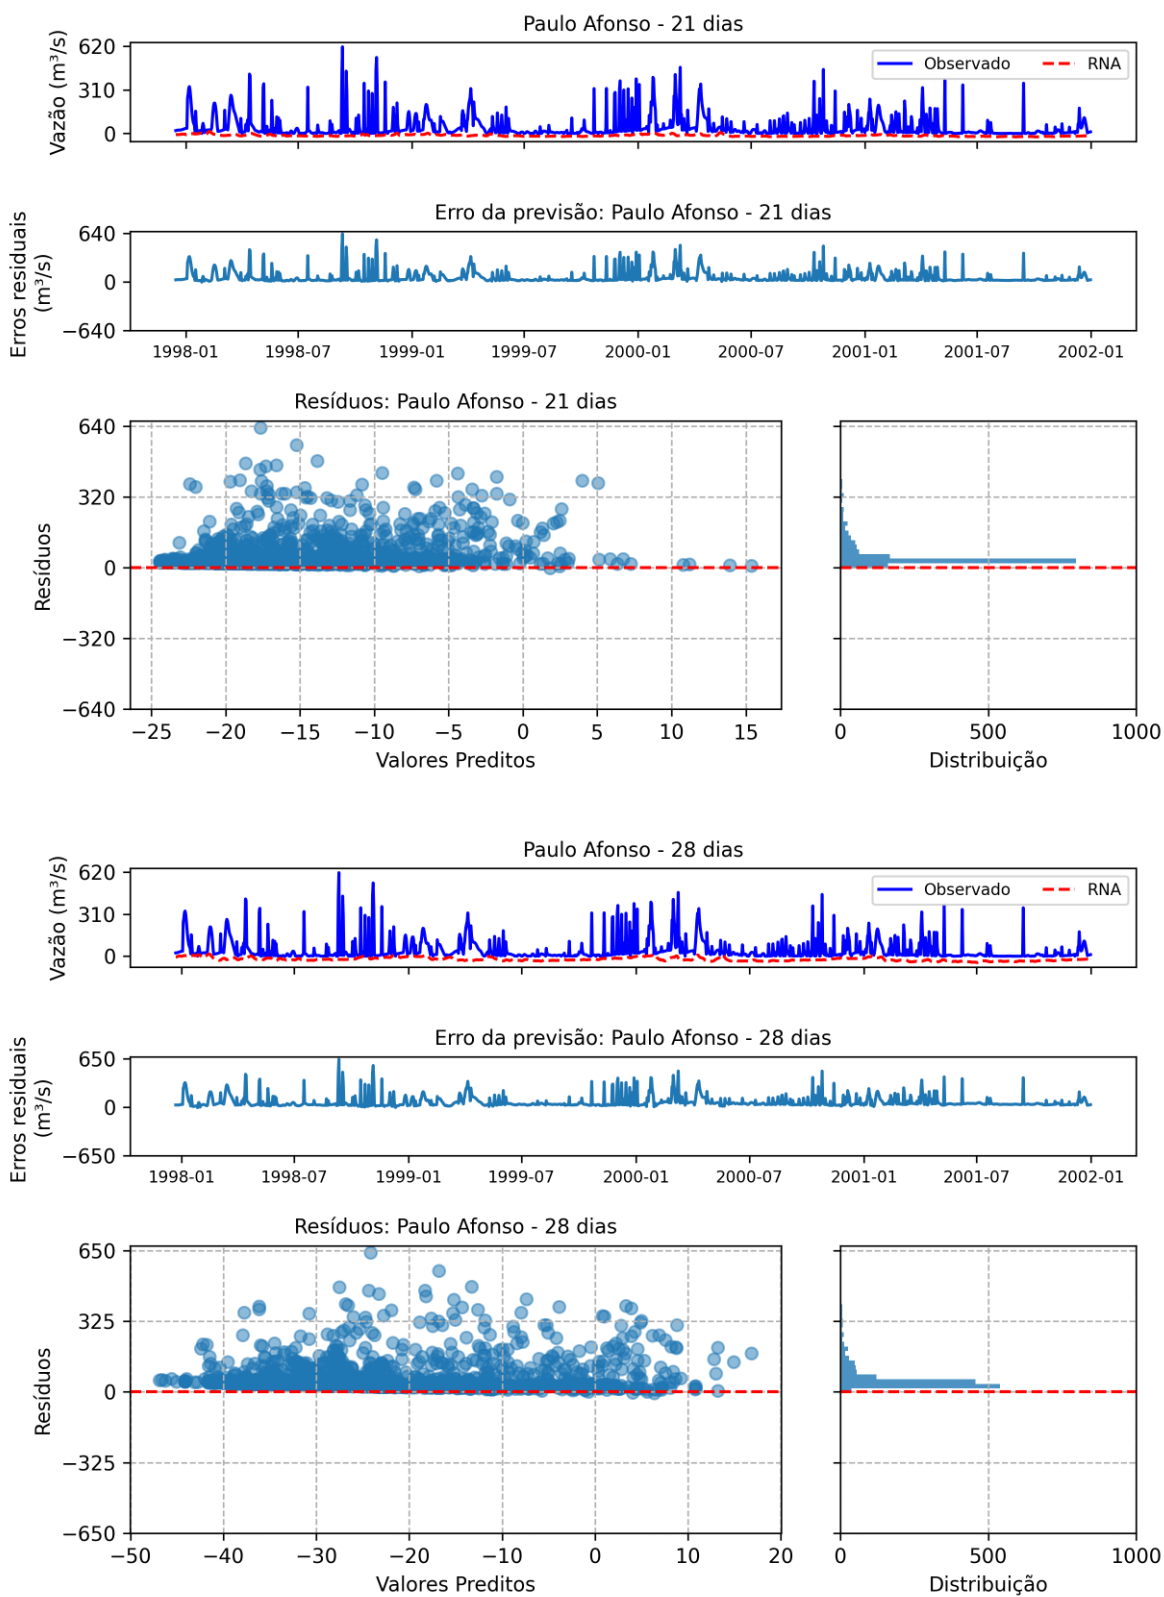 Paulo Afonso - 21 dias
Vazão (m³/s)
620
310
0
Observado
RNA
Erro da previsão: Paulo Afonso - 21 dias
Erros residuais
(m³/s)
640
0
−640
1998-01 1998-07 1999-01 1999-07 2000-01 2000-07 2001-01 2001-07 2002-01
Resíduos: Paulo Afonso - 21 dias
Resíduos
640
320
0
−320
−640
−25 −20 −15 −10 −5 0 5 10 15
Valores Preditos
0 500 1000
Distribuição
Paulo Afonso - 28 dias
Vazão (m³/s)
620
310
0
Observado
RNA
Erro da previsão: Paulo Afonso - 28 dias
Erros residuais
(m³/s)
650
0
−650
1998-01 1998-07 1999-01 1999-07 2000-01 2000-07 2001-01 2001-07 2002-01
Resíduos: Paulo Afonso - 28 dias
Resíduos
650
325
0
−325
−650
−50 −40 −30 −20 −10 0 10 20
Valores Preditos
0 500 1000
Distribuição